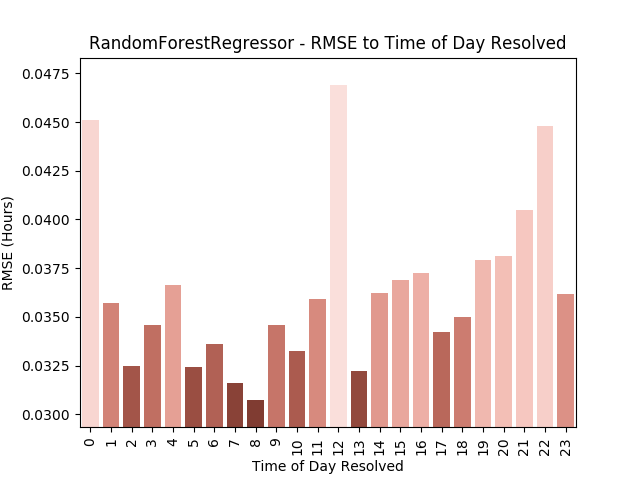 RandomForestRegressor - RMSE to Time of Day Resolved
0.0475
0.0450
0.0425
0.0400
0.0375
0.0350
0.0325
0.0300
RMSE (Hours)
0 1 2 3 4 5 6 7 8 9 10 11 12 13 14 15 16 17 18 19 20 21 22 23
Time of Day Resolved